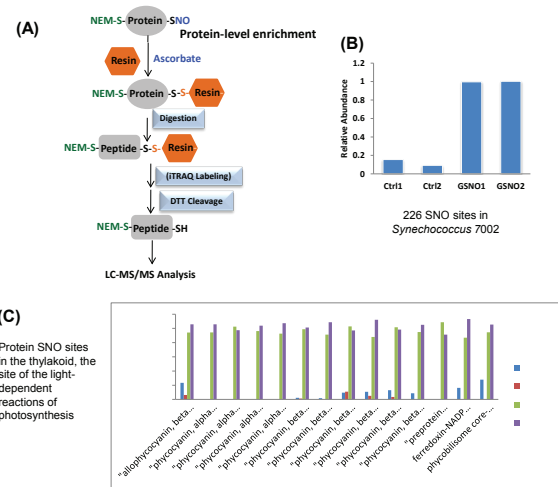 (A)
NEM-S-Protein-SNO
Protein-level enrichment
Resin
Ascorbate
NEM-S-Protein-S-S-Resin
Digestion
NEM-S-Peptide-S-S-Resin
(iTRAQ Labeling)
DTT Cleavage
NEM-S-Peptide-SH
LC-MS/MS Analysis
(B)
Relative Abundance
1.2
1
0.8
0.6
0.4
0.2
0
Ctrl1 Ctrl2 GSNO1 GSNO2
226 SNO sites in
Synechococcus 7002
(C)
Protein SNO sites
in the thylakoid, the
site of the light-
dependent
reactions of
photosynthesis
"allophycocyanin, beta...
"phycocyanin, alpha...
"phycocyanin, alpha...
"phycocyanin, alpha...
"phycocyanin, alpha...
"phycocyanin, beta...
"phycocyanin, beta...
"phycocyanin, beta...
"phycocyanin, beta...
"phycocyanin, beta...
"phycocyanin, beta...
"preprotein...
ferredoxin-NADP...
phycobilisome core-...